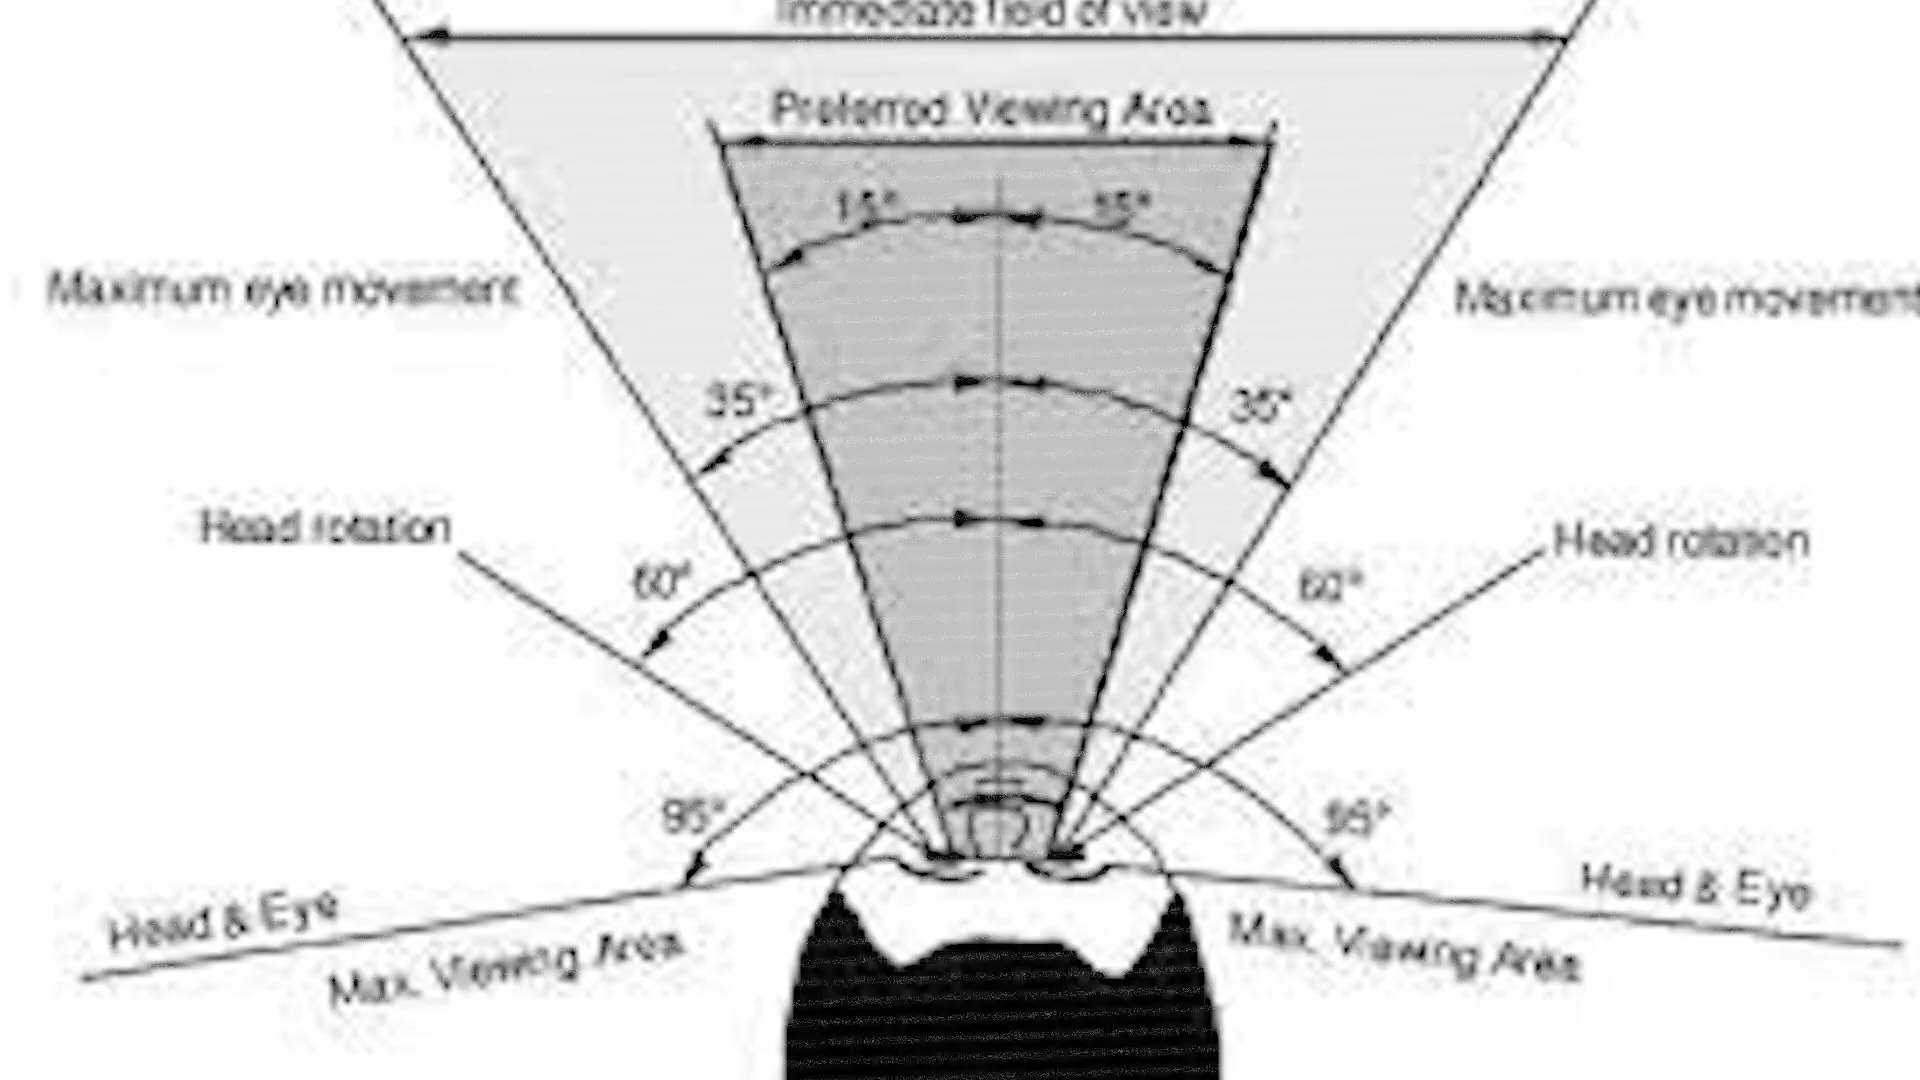 Immediate field of view
Preferred Viewing Area
15° 15°
Maximum eye movement
Maximum eye movement
35° 35°
Head rotation
Head rotation
60° 60°
95° 95°
Head & Eye
Max. Viewing Area
Head & Eye
Max. Viewing Area